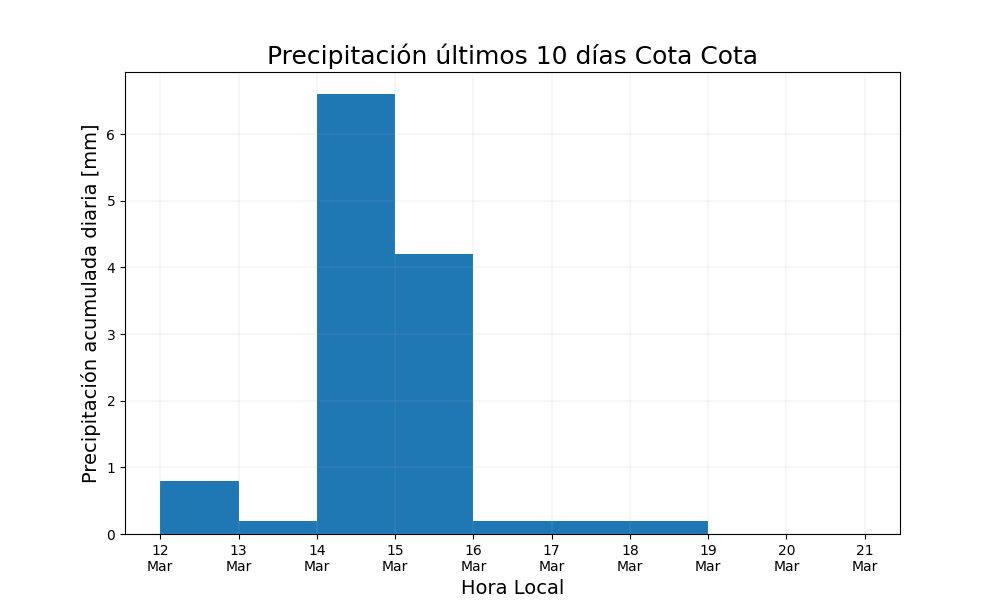 Precipitación últimos 10 días Cota Cota
Precipitación acumulada diaria [mm]
6
5
4
3
2
1
0
12 13 14 15 16 17 18 19 20 21
Mar Mar Mar Mar Mar Mar Mar Mar Mar Mar
Hora Local